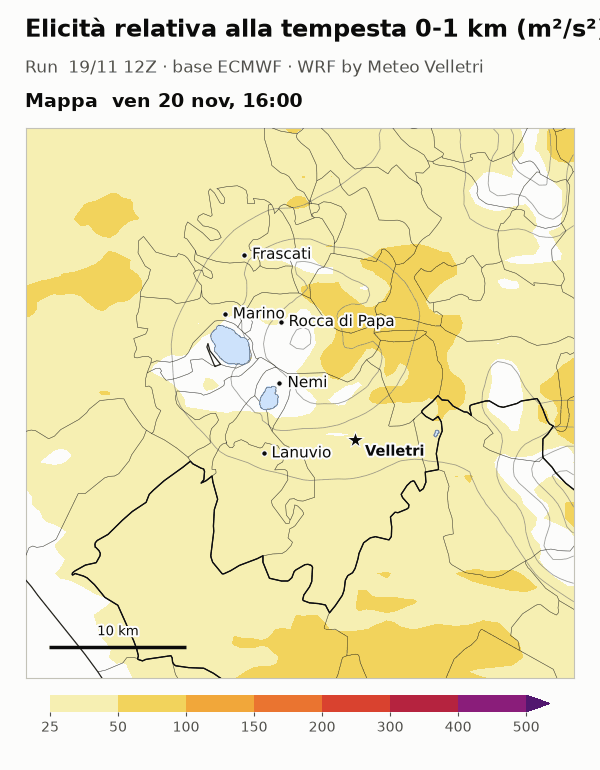 Elicità relativa alla tempesta 0-1 km (m²/s²)
Run 19/11 12Z · base ECMWF · WRF by Meteo Velletri
Mappa ven 20 nov, 16:00
Frascati
Marino
Rocca di Papa
Nemi
Velletri
Lanuvio
10 km
25 50 100 150 200 300 400 500